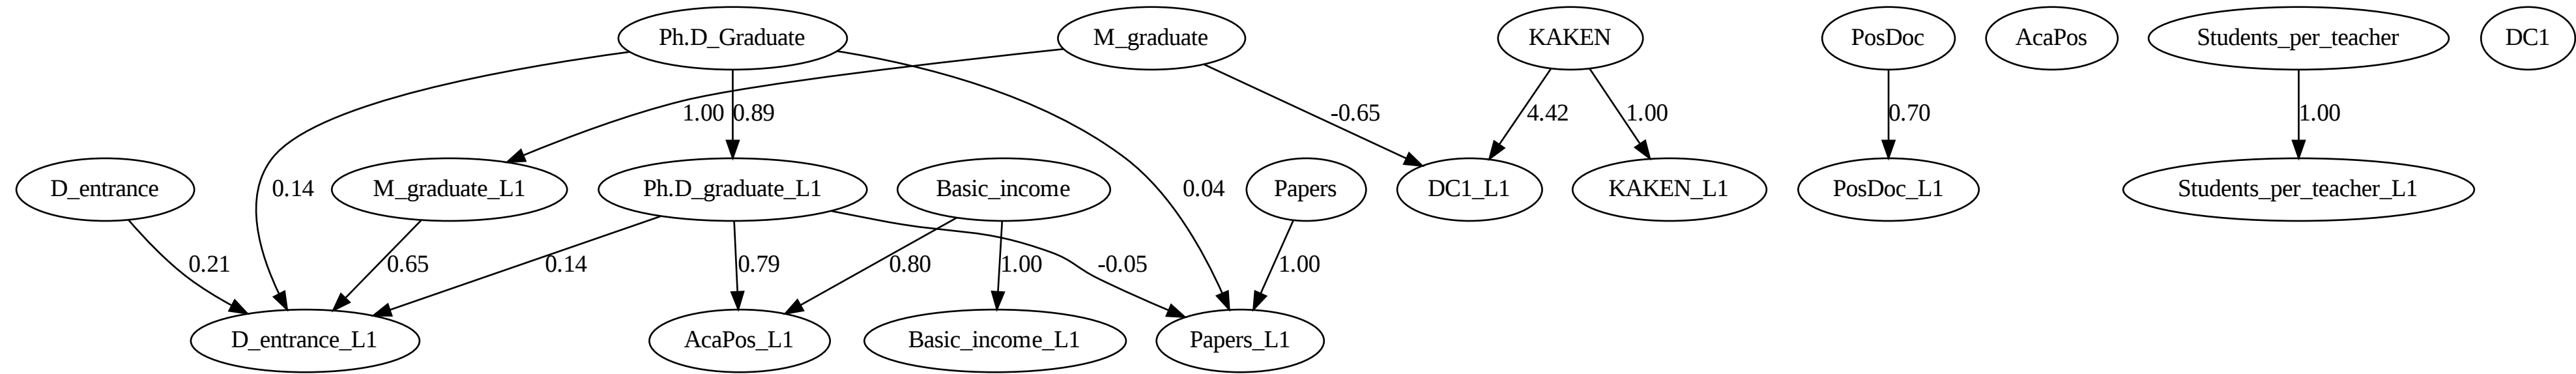 Ph.D_Graduate
M_graduate
KAKEN
PosDoc
AcaPos
Students_per_teacher
DC1
1.00
0.89
-0.65
4.42
1.00
0.70
1.00
D_entrance
0.14
M_graduate_L1
Ph.D_graduate_L1
Basic_income
0.04
Papers
DC1_L1
KAKEN_L1
PosDoc_L1
Students_per_teacher_L1
0.21
0.65
0.14
0.79
0.80
1.00
-0.05
1.00
D_entrance_L1
AcaPos_L1
Basic_income_L1
Papers_L1